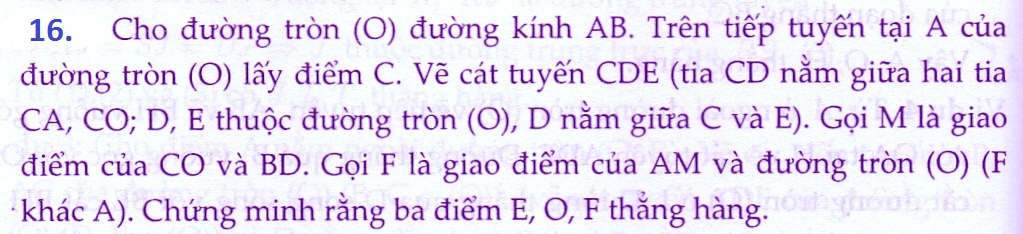 16. Cho đường tròn (O) đường kính AB. Trên tiếp tuyến tại A của
đường tròn (O) lấy điểm C. Vẽ cát tuyến CDE (tia CD nằm giữa hai tia
CA, CO; D, E thuộc đường tròn (O), D nằm giữa C và E). Gọi M là giao
điểm của CO và BD. Gọi F là giao điểm của AM và đường tròn (O) (F
khác A). Chứng minh rằng ba điểm E, O, F thẳng hàng.